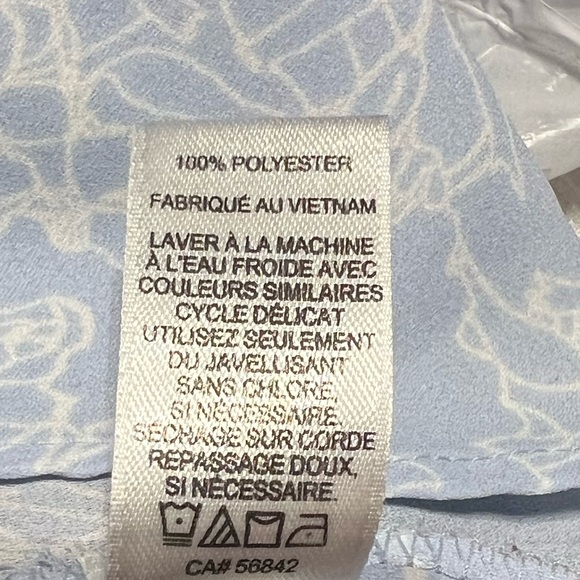 100% POLYESTER
FABRIQUÉ AU VIETNAM
LAVER À LA MACHINE
À L'EAU FROIDE AVEC
COULEURS SIMILAIRES
CYCLE DÉLICAT
UTILISEZ SEULEMENT
DU JAVELLISANT
SANS CHLORE,
SI NÉCESSAIRE
SÉCHAGE SUR CORDE
REPASSAGE DOUX,
SI NÉCESSAIRE.
CA# 56842